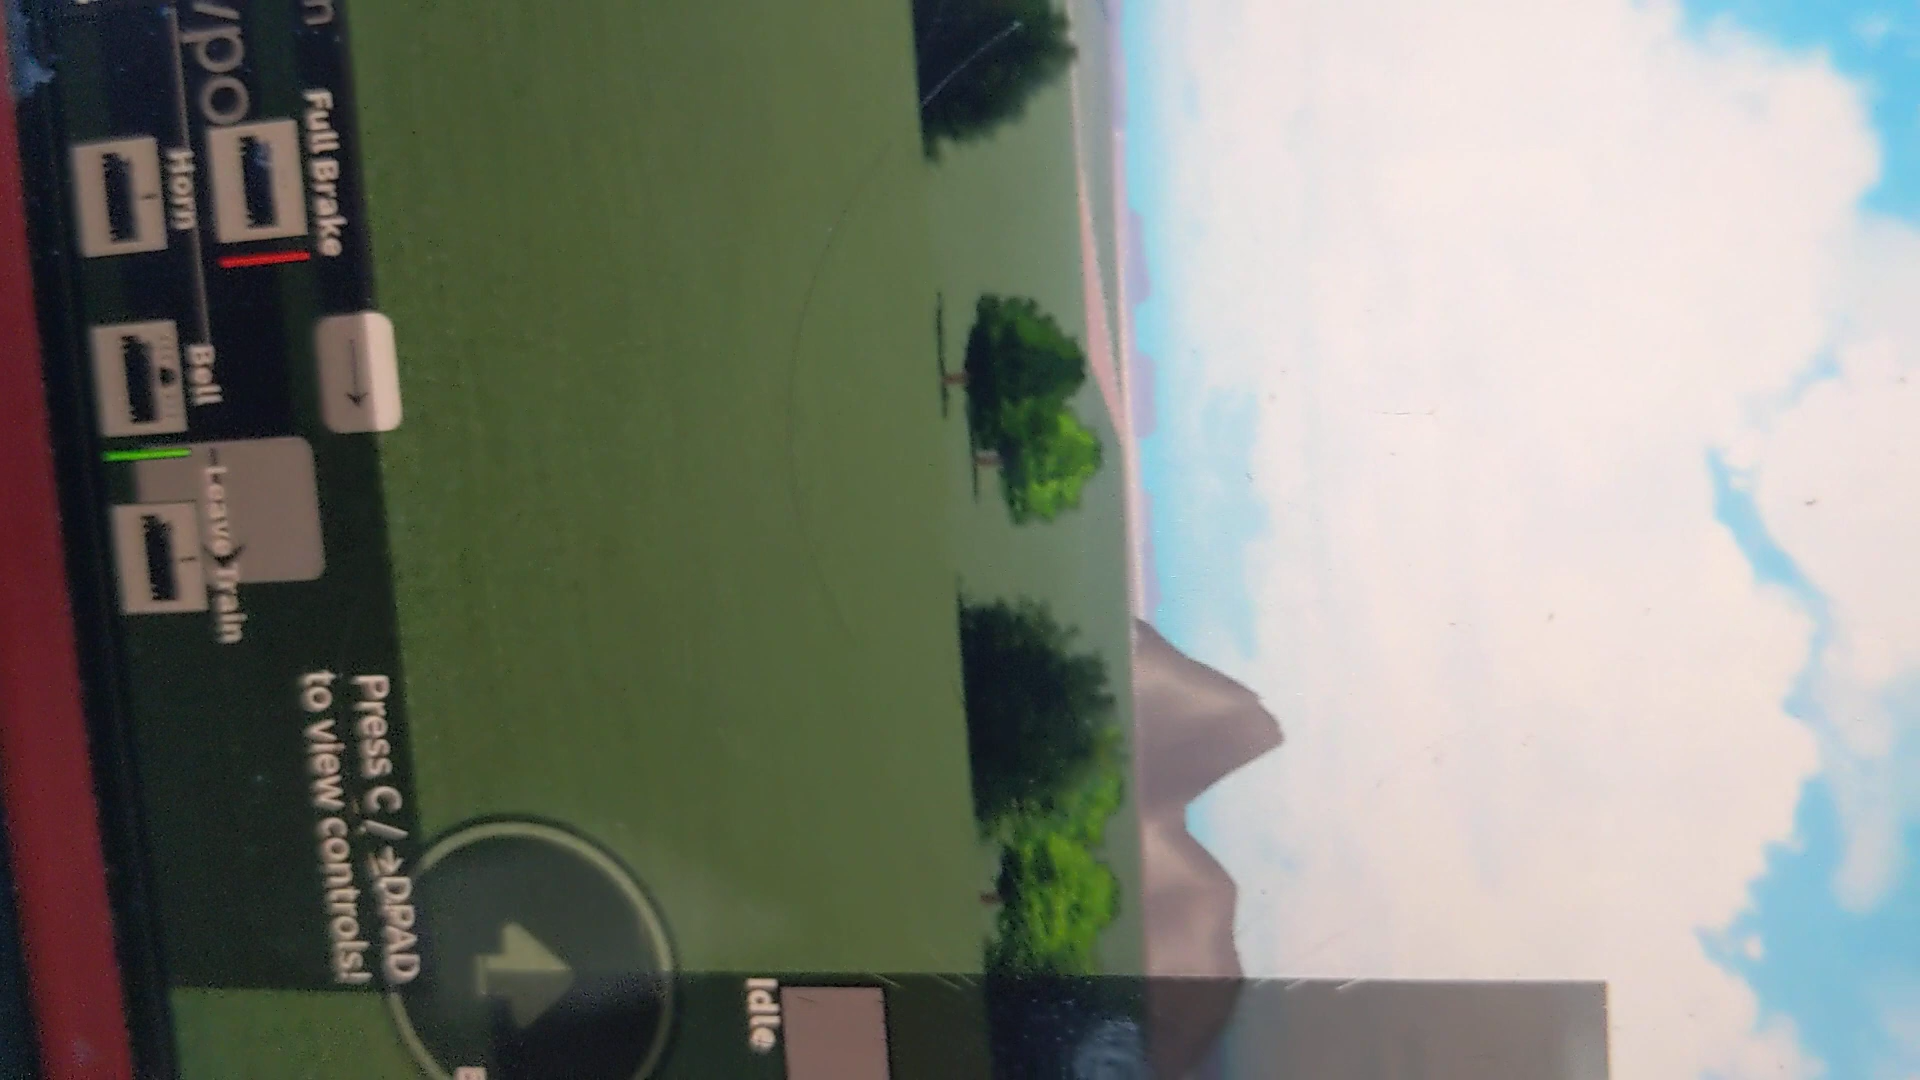 Full Brake
Horn
Bell
Leave Train
Press C / DPAD
to view controls!
Idle